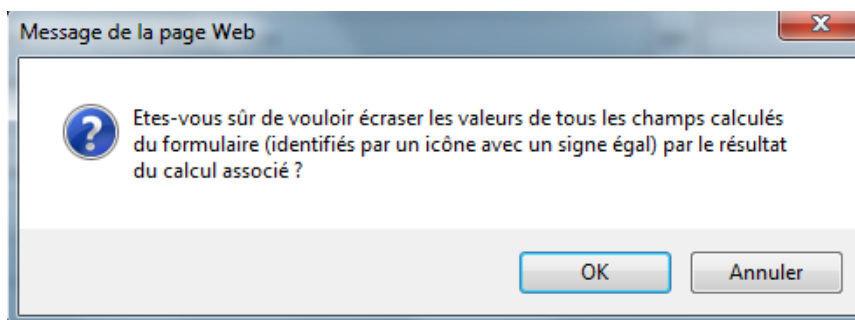 Message de la page Web
Etes-vous sûr de vouloir écraser les valeurs de tous les champs calculés
du formulaire (identifiés par un icône avec un signe égal) par le résultat
du calcul associé ?
OK
Annuler